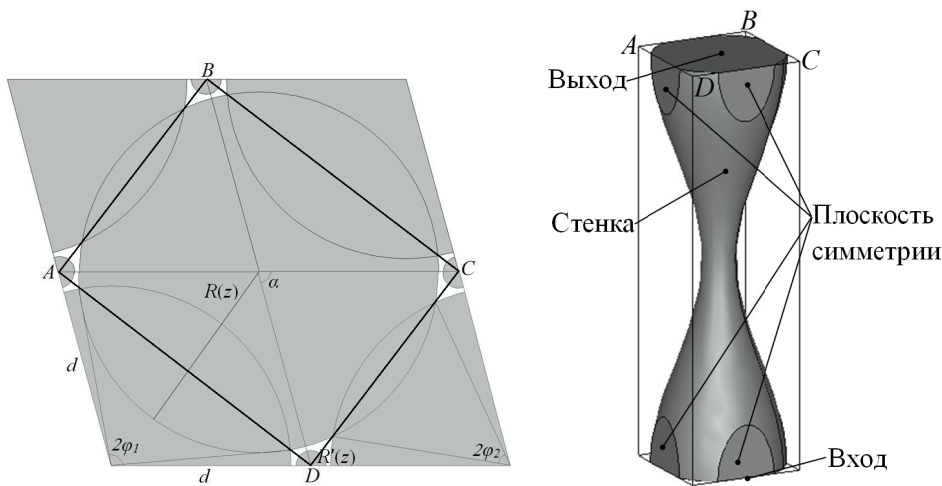 B
A
C
R(z)
α
d
2φ1
d
D
R'(z)
2φ2
B
A
C
D
Выход
Стенка
Плоскость
симметрии
Вход